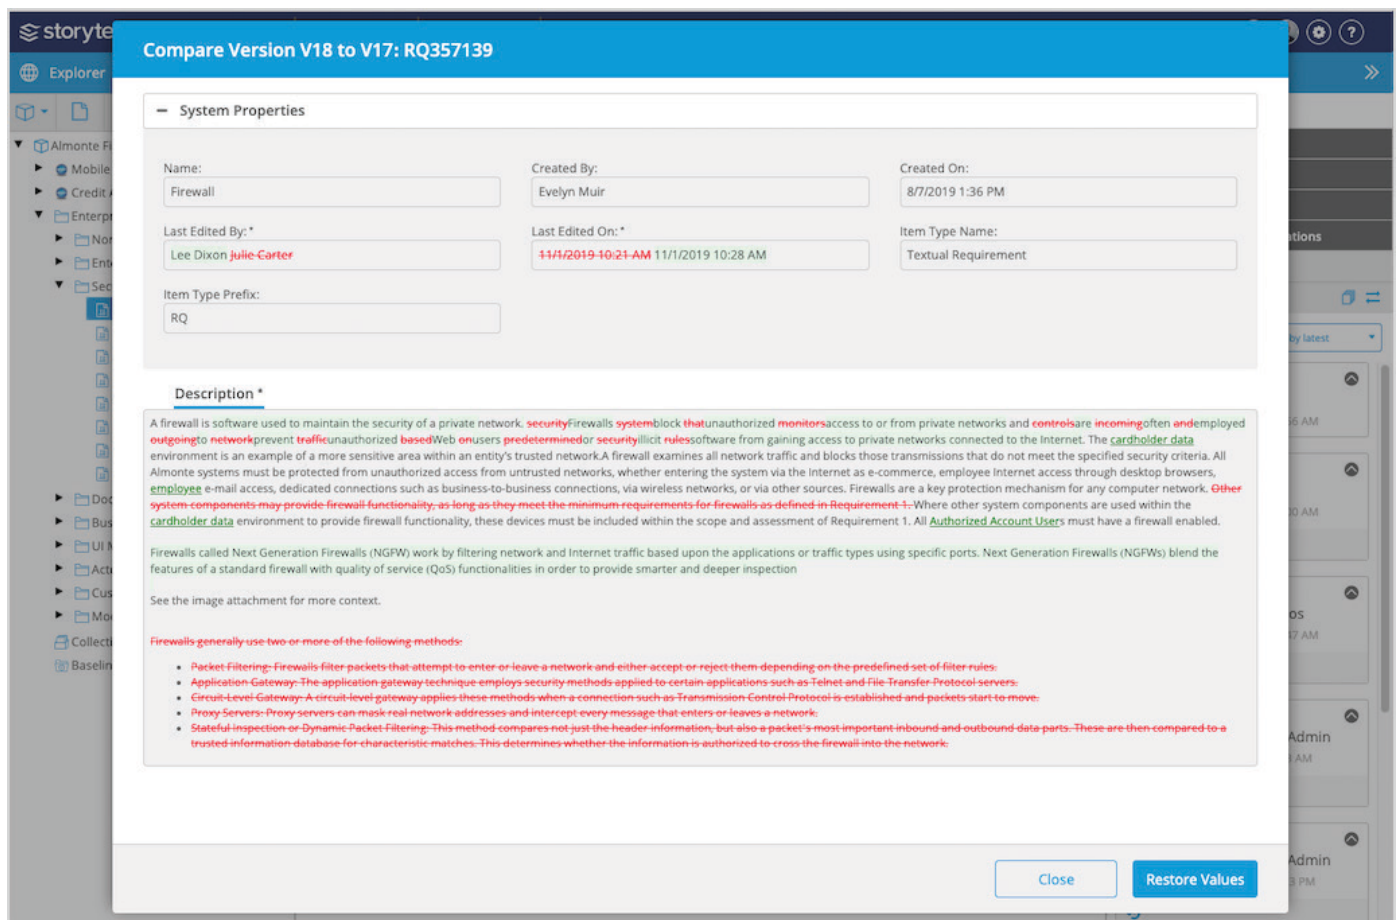 storyte
Compare Version V18 to V17: RQ357139
Explorer
− System Properties
Almonte Fi
Mobile
Credit
Enterp
Nor
Ente
Sec
Doc
Bus
UI M
Actu
Cus
Mod
Collecti
Baselin
Name:
Firewall
Created By:
Evelyn Muir
Created On:
8/7/2019 1:36 PM
Last Edited By: *
Lee Dixon Julie Carter
Last Edited On: *
11/1/2019 10:21 AM 11/1/2019 10:28 AM
Item Type Name:
Textual Requirement
Item Type Prefix:
RQ
Description *
A firewall is software used to maintain the security of a private network. securityFirewalls systemblock thatunauthorized monitorsaccess to or from private networks and controlsare incomingoften andemployed
outgoingto networkprevent trafficunauthorized basedWeb onusers predeterminedor securityillicit rulessoftware from gaining access to private networks connected to the Internet. The cardholder data
environment is an example of a more sensitive area within an entity's trusted network.A firewall examines all network traffic and blocks those transmissions that do not meet the specified security criteria. All
Almonte systems must be protected from unauthorized access from untrusted networks, whether entering the system via the Internet as e-commerce, employee Internet access through desktop browsers,
employee e-mail access, dedicated connections such as business-to-business connections, via wireless networks, or via other sources. Firewalls are a key protection mechanism for any computer network. Other
system components may provide firewall functionality, as long as they meet the minimum requirements for firewalls as defined in Requirement 1. Where other system components are used within the
cardholder data environment to provide firewall functionality, these devices must be included within the scope and assessment of Requirement 1. All Authorized Account Users must have a firewall enabled.
Firewalls called Next Generation Firewalls (NGFW) work by filtering network and Internet traffic based upon the applications or traffic types using specific ports. Next Generation Firewalls (NGFWs) blend the
features of a standard firewall with quality of service (QoS) functionalities in order to provide smarter and deeper inspection
See the image attachment for more context.
Firewalls generally use two or more of the following methods:
• Packet Filtering: Firewalls filter packets that attempt to enter or leave a network and either accept or reject them depending on the predefined set of filter rules.
• Application Gateway: The application gateway technique employs security methods applied to certain applications such as Telnet and File Transfer Protocol servers.
• Circuit-Level Gateway: A circuit-level gateway applies these methods when a connection such as Transmission Control Protocol is established and packets start to move.
• Proxy Servers: Proxy servers can mask real network addresses and intercept every message that enters or leaves a network.
• Stateful Inspection or Dynamic Packet Filtering: This method compares not just the header information, but also a packet's most important inbound and outbound data parts. These are then compared to a
trusted information database for characteristic matches. This determines whether the information is authorized to cross the firewall into the network.
ations
by latest
AM
00 AM
os
47 AM
Admin
AM
Admin
3 PM
Close
Restore Values